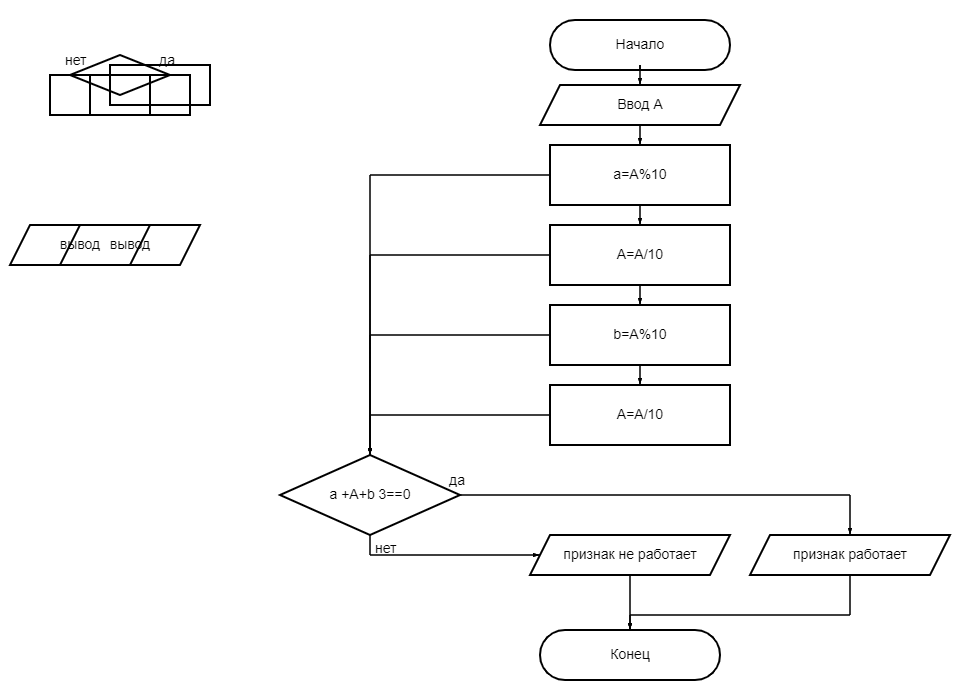 Начало
нет
да
Ввод А
a=A%10
вывод вывод
A=A/10
b=A%10
A=A/10
да
a +A+b 3==0
нет
признак не работает
признак работает
Конец